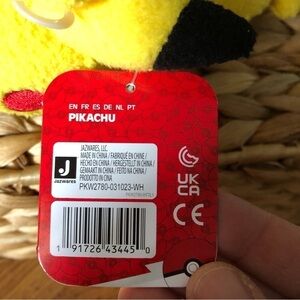 EN FR ES DE NL PT
PIKACHU
J
JAZWARES
JAZWARES, LLC.
MADE IN CHINA / FABRIQUÉ EN CHINE /
HECHO EN CHINA / HERGESTELLT IN CHINA /
GEMAAKT IN CHINA / FEITO NA CHINA /
PRODOTTO IN CINA
PKW2780-031023-WH
UK
CA
CE
1 91726 43445 0